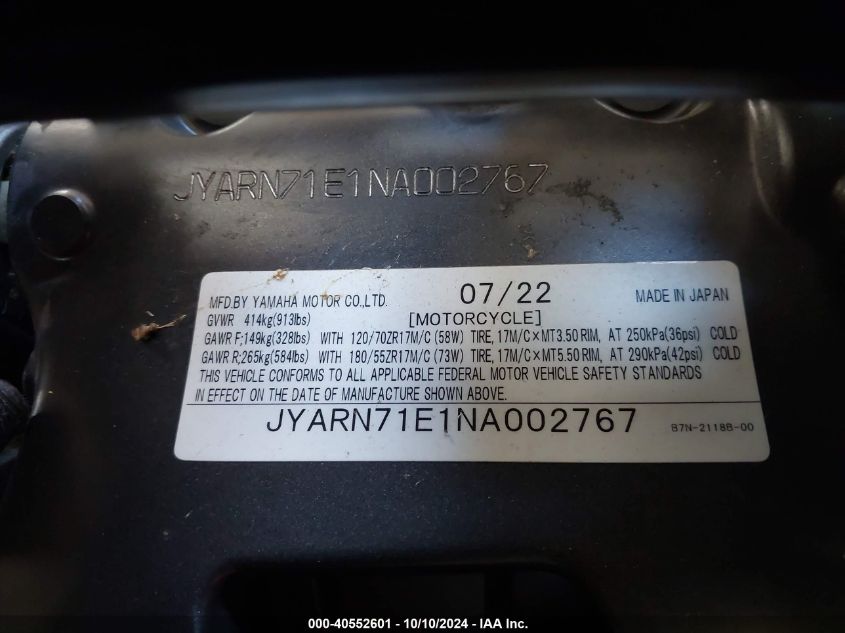 JYARN71E1NA002767
MFD.BY YAMAHA MOTOR CO.,LTD. 07/22 MADE IN JAPAN
GVWR 414kg(913lbs) [MOTORCYCLE]
GAWR F;149kg(328lbs) WITH 120/70ZR17M/C (58W) TIRE, 17M/C×MT3.50 RIM, AT 250kPa(36psi) COLD
GAWR R;265kg(584lbs) WITH 180/55ZR17M/C (73W) TIRE, 17M/C×MT5.50 RIM, AT 290kPa(42psi) COLD
THIS VEHICLE CONFORMS TO ALL APPLICABLE FEDERAL MOTOR VEHICLE SAFETY STANDARDS
IN EFFECT ON THE DATE OF MANUFACTURE SHOWN ABOVE.
JYARN71E1NA002767 B7N-2118B-00
000-40552601 - 10/10/2024 - IAA Inc.